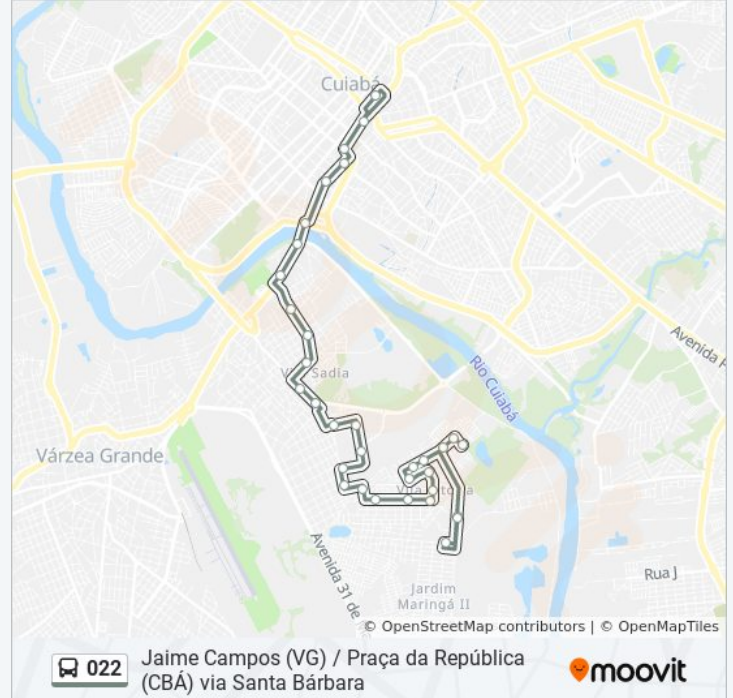 Cuiabá
Avenida
Rio Cuiabá
Sadia
Várzea Grande
Avenida 31 de
Jardim
Maringá II
Rua J
© OpenStreetMap contributors | © OpenMapTiles
022
Jaime Campos (VG) / Praça da República
(CBÁ) via Santa Bárbara
moovit